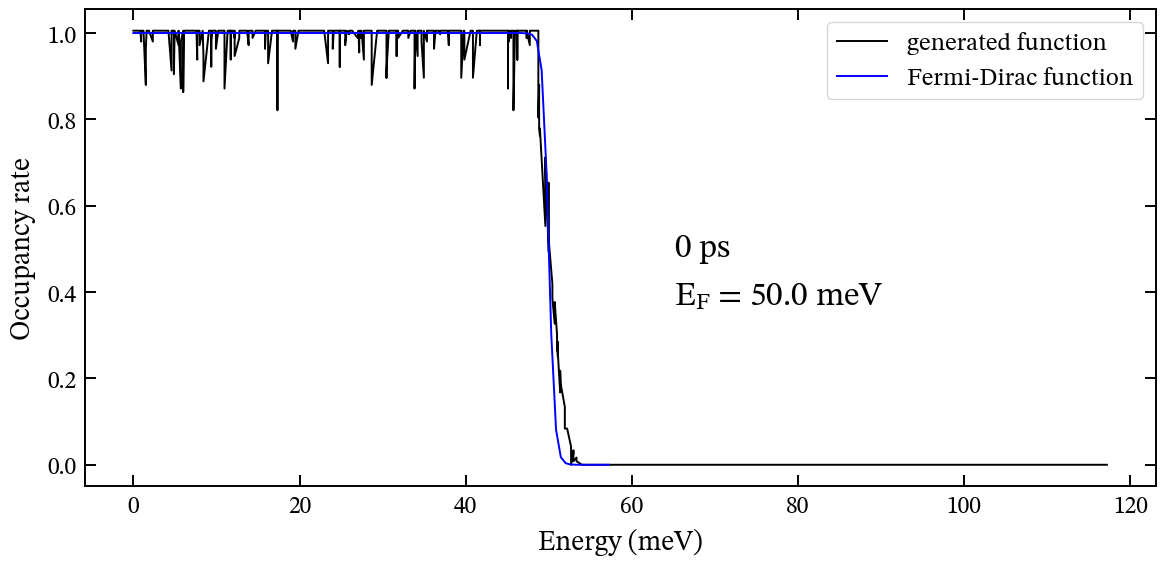 generated function
Fermi-Dirac function
1.0
0.8
0.6
0.4
0.2
0.0
Occupancy rate
0 ps
E_F = 50.0 meV
0 20 40 60 80 100 120
Energy (meV)